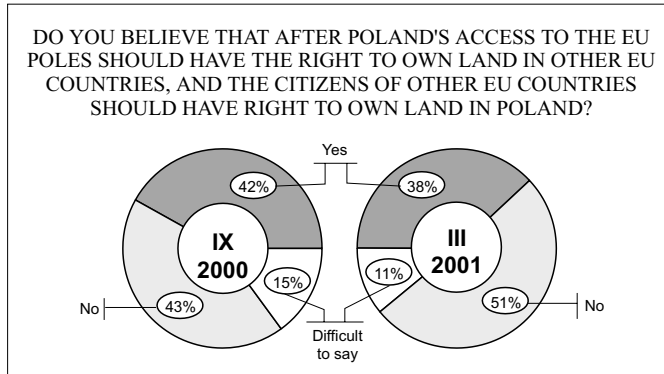 DO YOU BELIEVE THAT AFTER POLAND'S ACCESS TO THE EU
POLES SHOULD HAVE THE RIGHT TO OWN LAND IN OTHER EU
COUNTRIES, AND THE CITIZENS OF OTHER EU COUNTRIES
SHOULD HAVE RIGHT TO OWN LAND IN POLAND?
Yes
42%
38%
IX
2000
III
2001
15%
11%
No
43%
51%
No
Difficult
to say